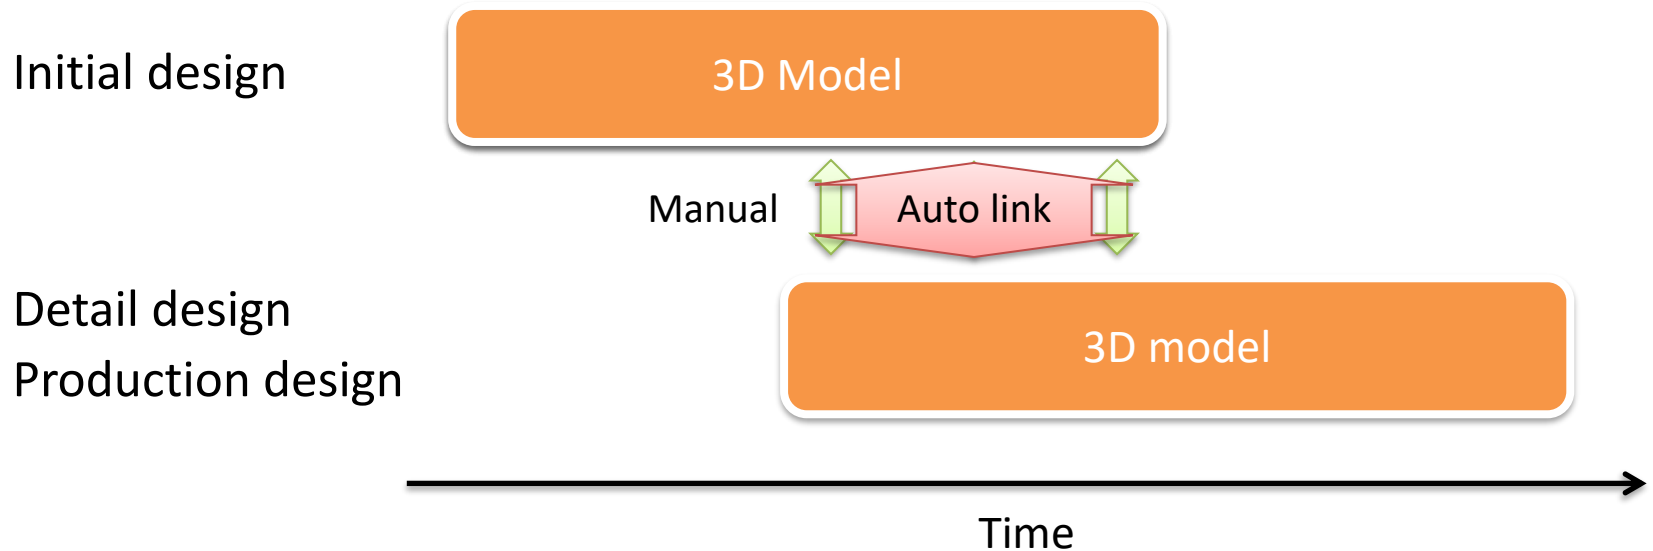 Initial design
3D Model
Manual
Auto link
Detail design
Production design
3D model
Time